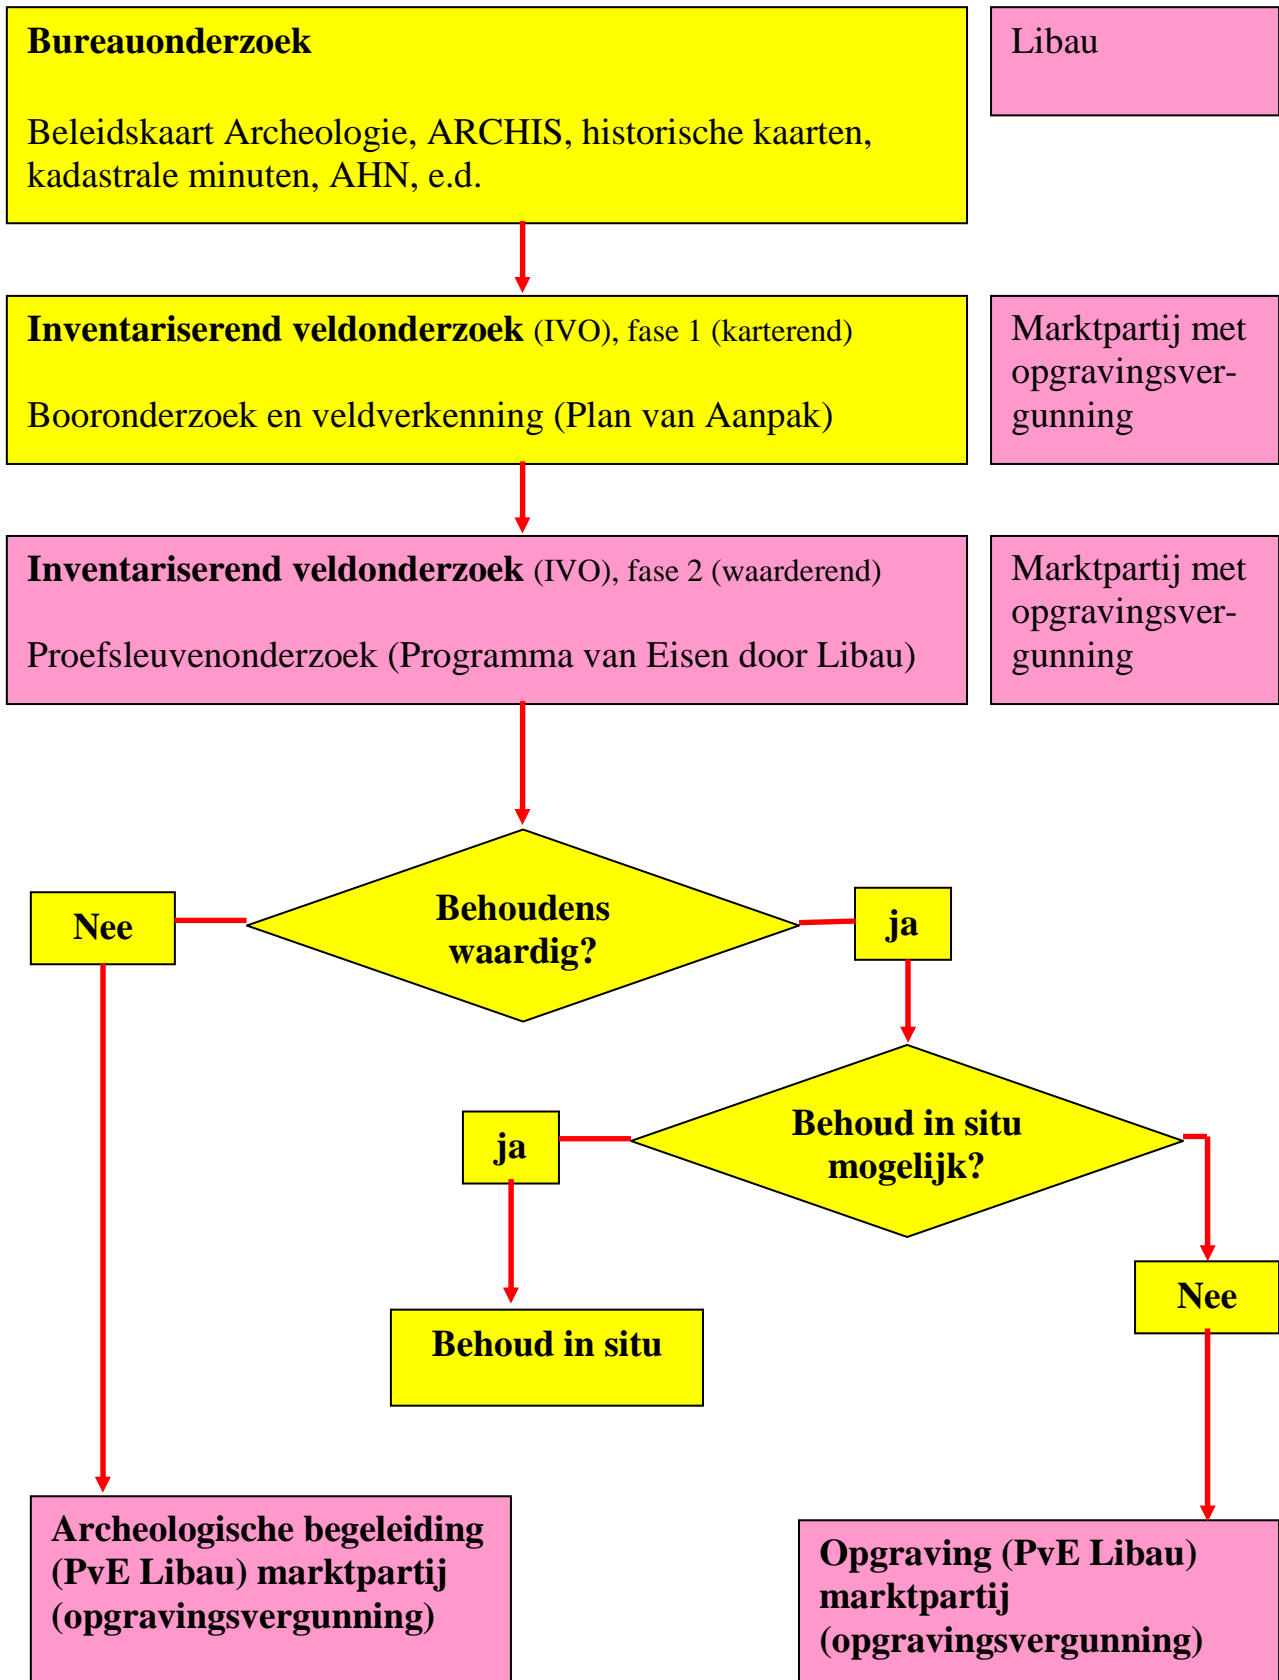 Bureauonderzoek
Beleidskaart Archeologie, ARCHIS, historische kaarten,
kadastrale minuten, AHN, e.d.
Libau
Inventariserend veldonderzoek (IVO), fase 1 (karterend)
Booronderzoek en veldverkenning (Plan van Aanpak)
Marktpartij met
opgravingsver-
gunning
Inventariserend veldonderzoek (IVO), fase 2 (waarderend)
Proefsleuvenonderzoek (Programma van Eisen door Libau)
Marktpartij met
opgravingsver-
gunning
Nee
Behoudens
waardig?
ja
ja
Behoud in situ
mogelijk?
Nee
Behoud in situ
Archeologische begeleiding
(PvE Libau) marktpartij
(opgravingsvergunning)
Opgraving (PvE Libau)
marktpartij
(opgravingsvergunning)